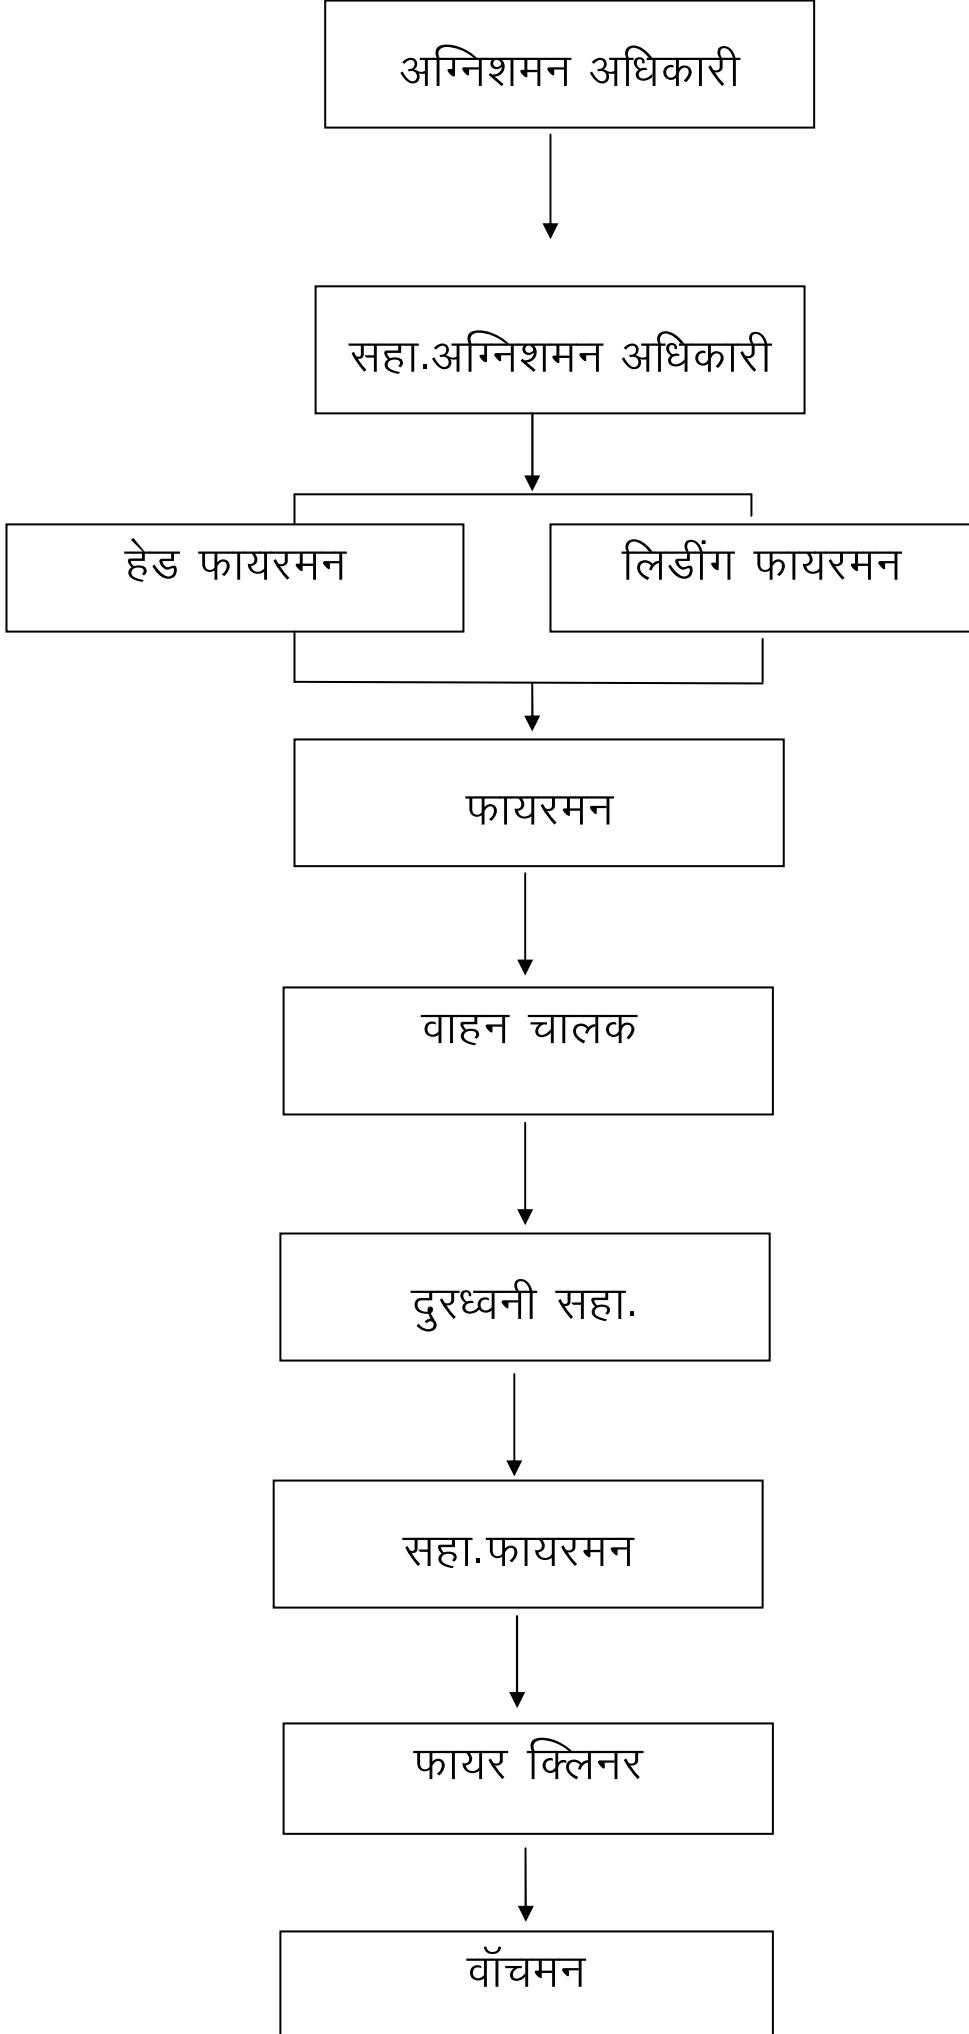 अग्निशमन अधिकारी
सहा.अग्निशमन अधिकारी
हेड फायरमन
लिडींग फायरमन
फायरमन
वाहन चालक
दुरध्वनी सहा.
सहा.फायरमन
फायर क्लिनर
वॉचमन